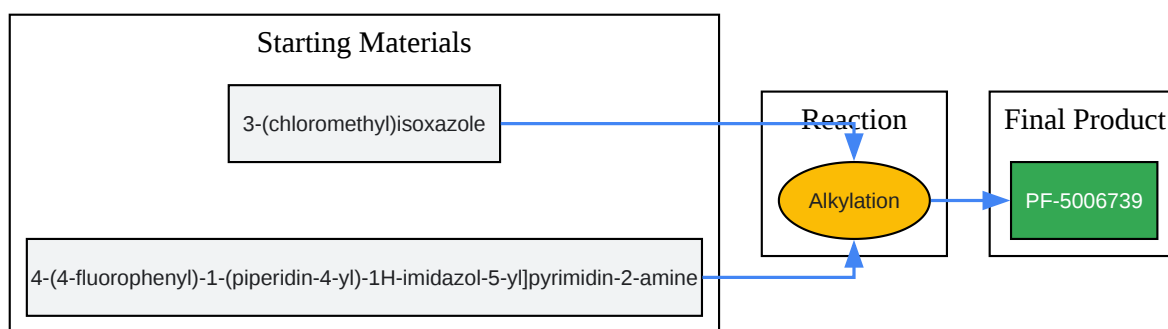 Starting Materials
3-(chloromethyl)isoxazole
4-(4-fluorophenyl)-1-(piperidin-4-yl)-1H-imidazol-5-yl]pyrimidin-2-amine
Reaction
Alkylation
Final Product
PF-5006739